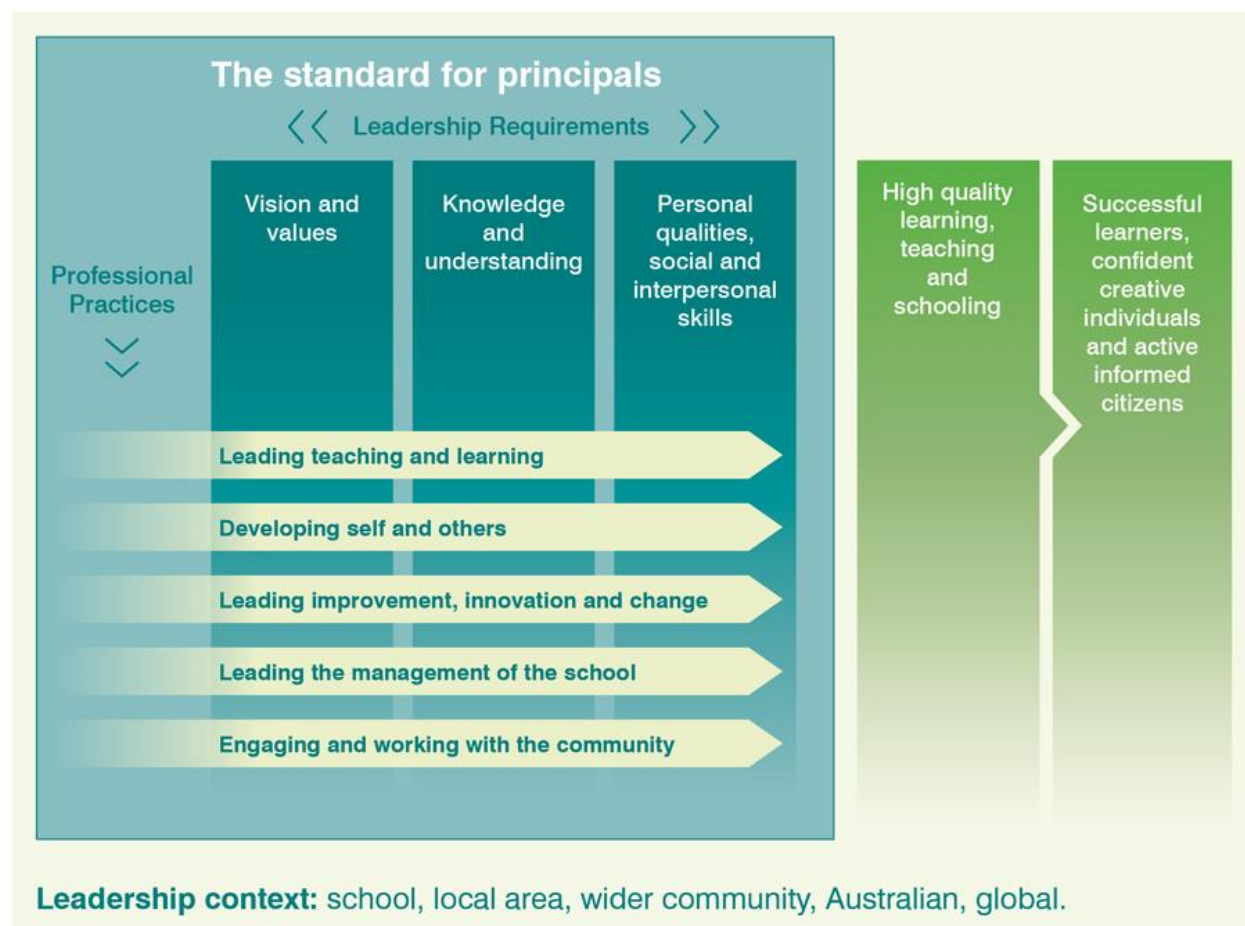 The standard for principals
Leadership Requirements
Vision and
values
Knowledge
and
understanding
Personal
qualities,
social and
interpersonal
skills
High quality
learning,
teaching
and
schooling
Successful
learners,
confident
creative
individuals
and active
informed
citizens
Professional
Practices
Leading teaching and learning
Developing self and others
Leading improvement, innovation and change
Leading the management of the school
Engaging and working with the community
Leadership context: school, local area, wider community, Australian, global.